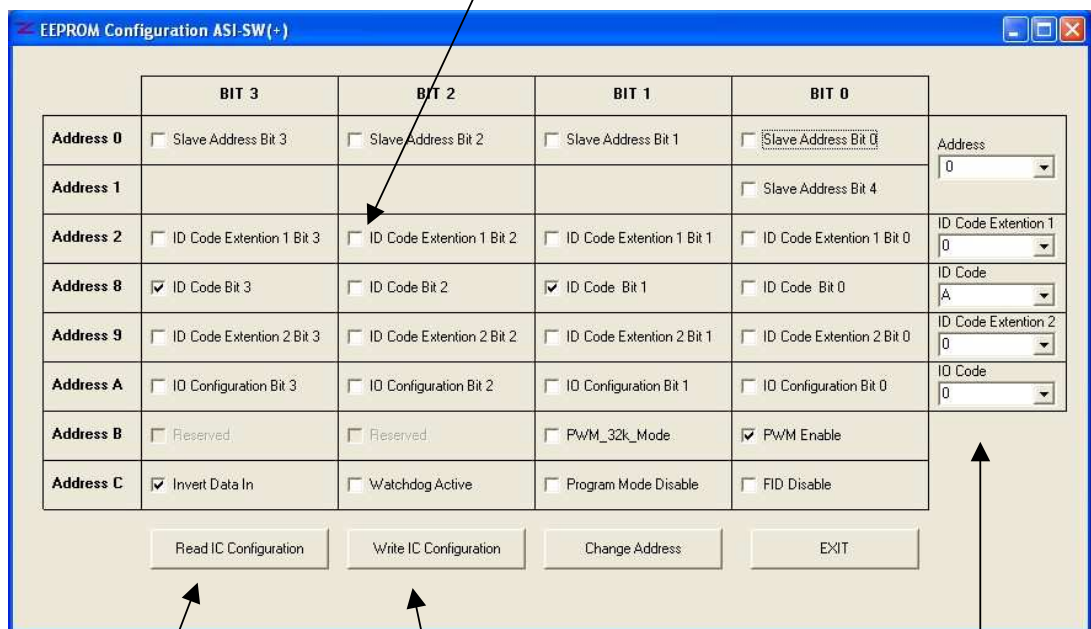 EEPROM Configuration ASI-SW(+)
BIT 3 BIT 2 BIT 1 BIT 0
Address 0 Slave Address Bit 3 Slave Address Bit 2 Slave Address Bit 1 Slave Address Bit 0 Address
0
Address 1 Slave Address Bit 4
Address 2 ID Code Extention 1 Bit 3 ID Code Extention 1 Bit 2 ID Code Extention 1 Bit 1 ID Code Extention 1 Bit 0 ID Code Extention 1
0
Address 8 ID Code Bit 3 ID Code Bit 2 ID Code Bit 1 ID Code Bit 0 ID Code
A
Address 9 ID Code Extention 2 Bit 3 ID Code Extention 2 Bit 2 ID Code Extention 2 Bit 1 ID Code Extention 2 Bit 0 ID Code Extention 2
0
Address A IO Configuration Bit 3 IO Configuration Bit 2 IO Configuration Bit 1 IO Configuration Bit 0 IO Code
0
Address B Reserved Reserved PWM_32k_Mode PWM Enable
Address C Invert Data In Watchdog Active Program Mode Disable FID Disable
Read IC Configuration Write IC Configuration Change Address EXIT